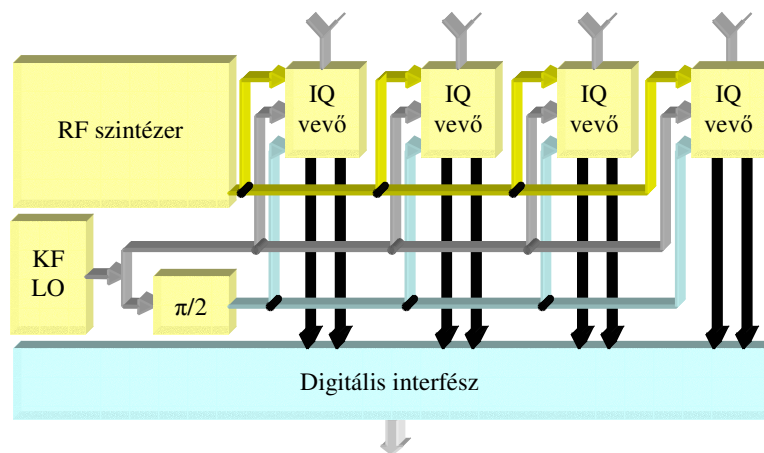 RF szintézer
IQ
vevő
IQ
vevő
IQ
vevő
IQ
vevő
KF
LO
π/2
Digitális interfész